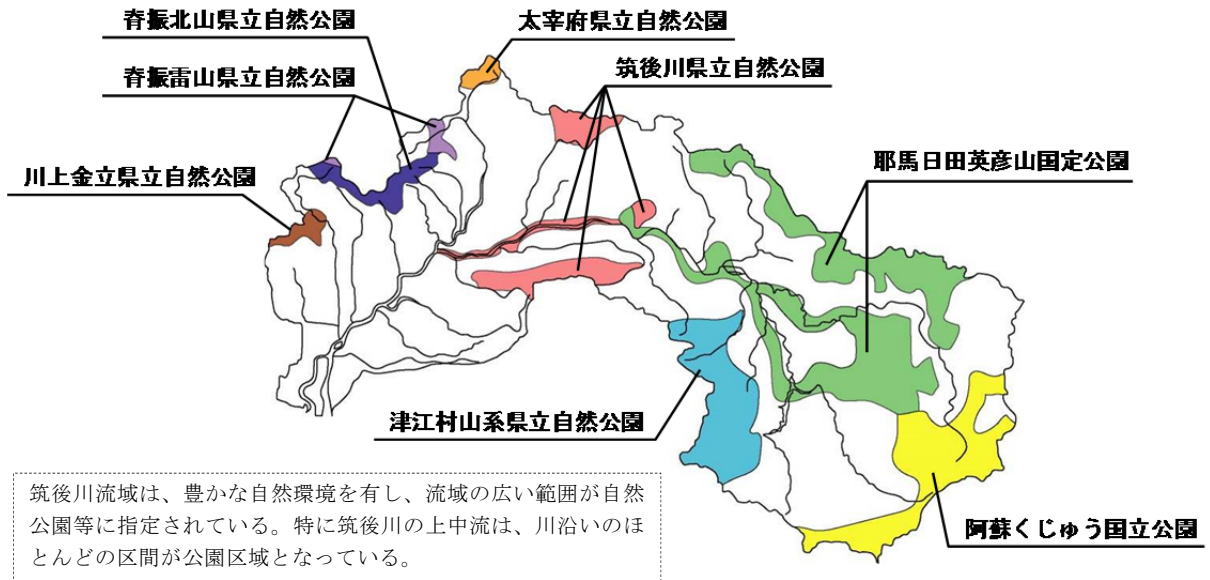 脊振北山県立自然公園
太宰府県立自然公園
脊振雷山県立自然公園
筑後川県立自然公園
川上金立県立自然公園
耶馬日田英彦山国定公園
津江村山系県立自然公園
阿蘇くじゅう国立公園
筑後川流域は、豊かな自然環境を有し、流域の広い範囲が自然
公園等に指定されている。特に筑後川の上中流は、川沿いのほ
とんどの区間が公園区域となっている。